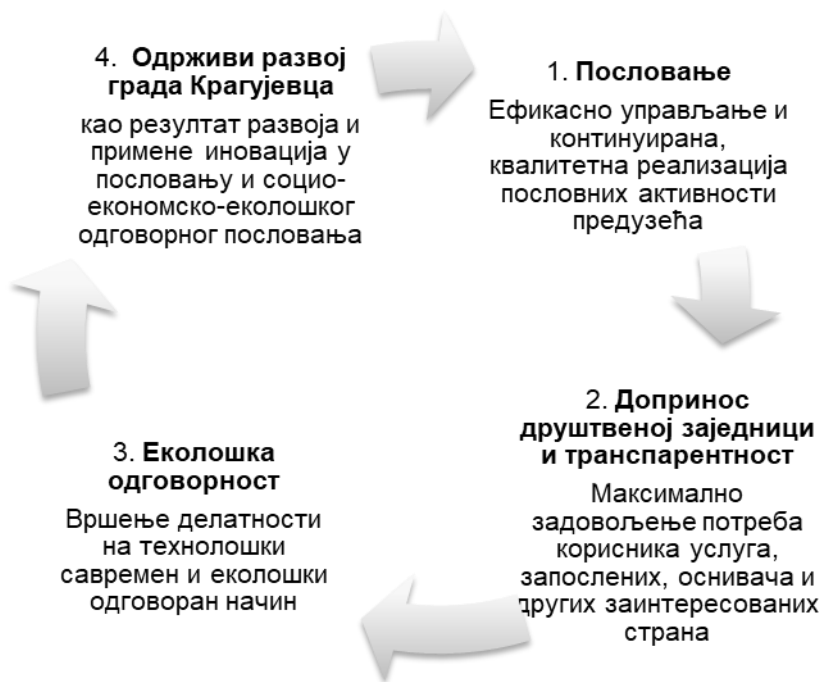 4. Одрживи развој
града Крагујевца
као резултат развоја и
примене иновација у
пословању и социо-
економско-еколошког
одговорног пословања
1. Пословање
Ефикасно управљање и
континуирана,
квалитетна реализација
пословних активности
предузећа
2. Допринос
друштвеној заједници
и транспарентност
Максимално
задовољење потреба
корисника услуга,
запослених, оснивача и
других заинтересованих
страна
3. Еколошка
одговорност
Вршење делатности
на технолошки
савремен и еколошки
одговоран начин